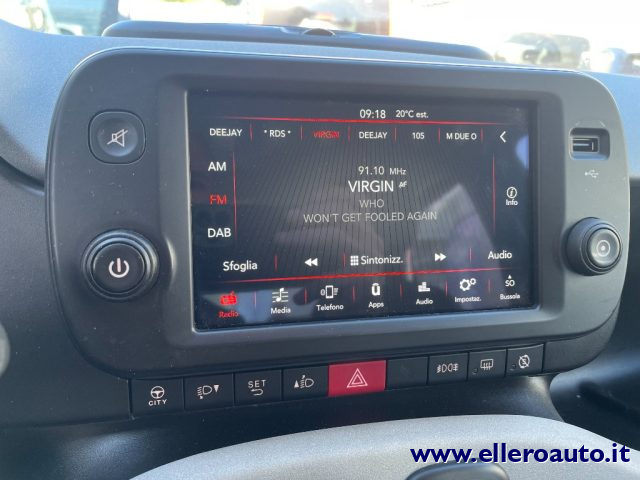 09:18 20°C est.
DEEJAY * RDS * VIRGIN DEEJAY 105 M DUE O
AM
91.10 MHz
VIRGIN AF
Info
FM
WHO
WON'T GET FOOLED AGAIN
DAB
Sfoglia Sintonizz. Audio
Radio Media Telefono Apps Audio Impostaz. SO Bussola
CITY SET
www.elleroauto.it